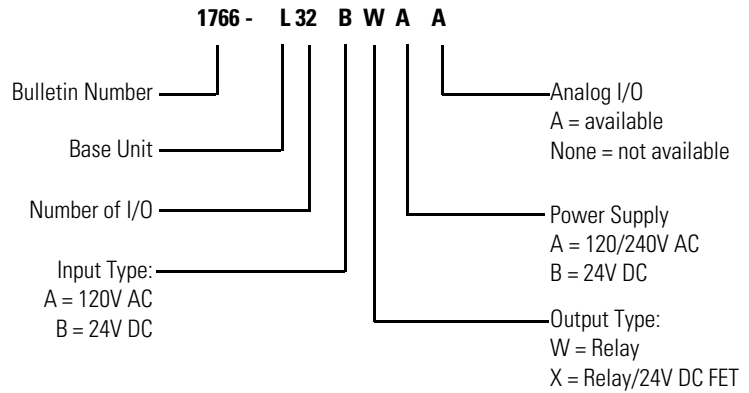 1766 - L 32 B W A A
Bulletin Number
Base Unit
Number of I/O
Input Type:
A = 120V AC
B = 24V DC
Analog I/O
A = available
None = not available
Power Supply
A = 120/240V AC
B = 24V DC
Output Type:
W = Relay
X = Relay/24V DC FET